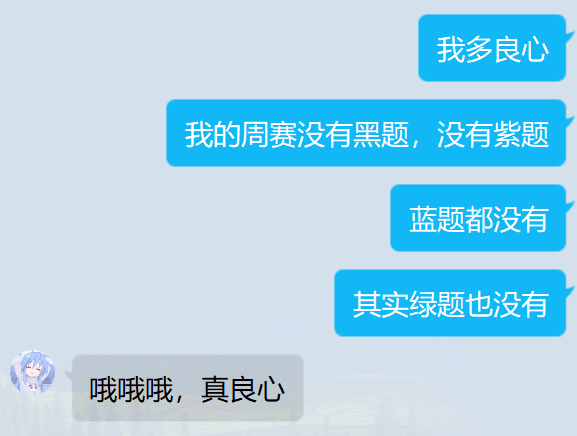 我多良心
我的周赛没有黑题，没有紫题
蓝题都没有
其实绿题也没有
哦哦哦，真良心